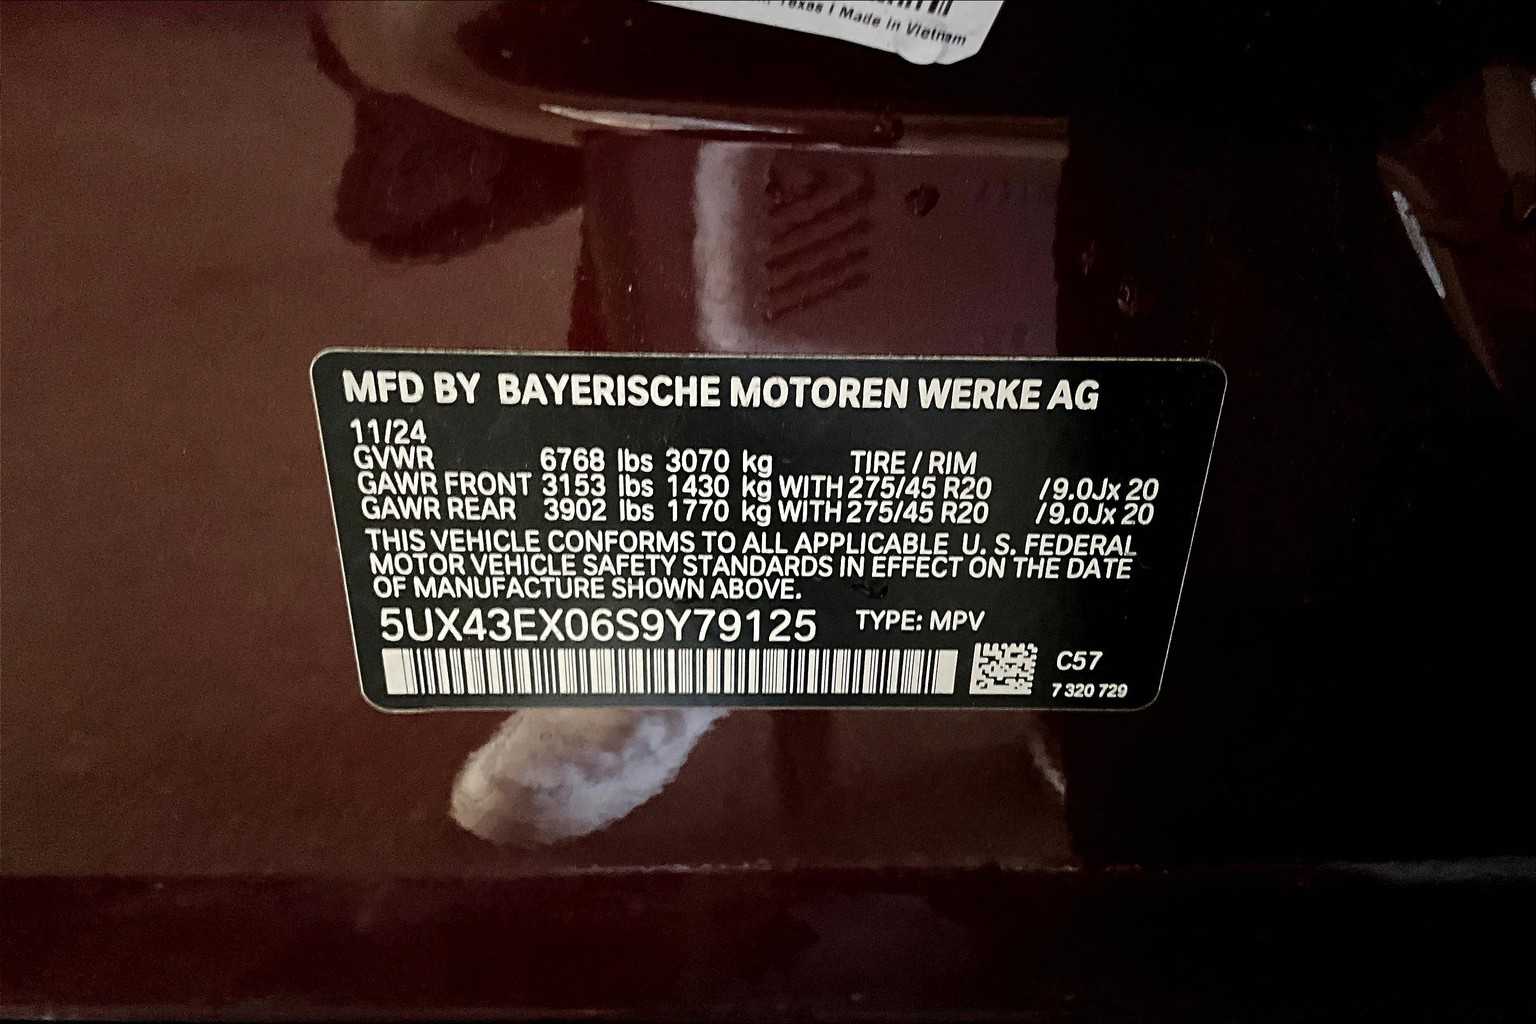 Texas | Made in Vietnam
MFD BY BAYERISCHE MOTOREN WERKE AG
11/24
GVWR 6768 lbs 3070 kg TIRE / RIM
GAWR FRONT 3153 lbs 1430 kg WITH 275/45 R20 /9.0Jx 20
GAWR REAR 3902 lbs 1770 kg WITH 275/45 R20 /9.0Jx 20
THIS VEHICLE CONFORMS TO ALL APPLICABLE U. S. FEDERAL
MOTOR VEHICLE SAFETY STANDARDS IN EFFECT ON THE DATE
OF MANUFACTURE SHOWN ABOVE.
5UX43EX06S9Y79125 TYPE: MPV
C57
7 320 729